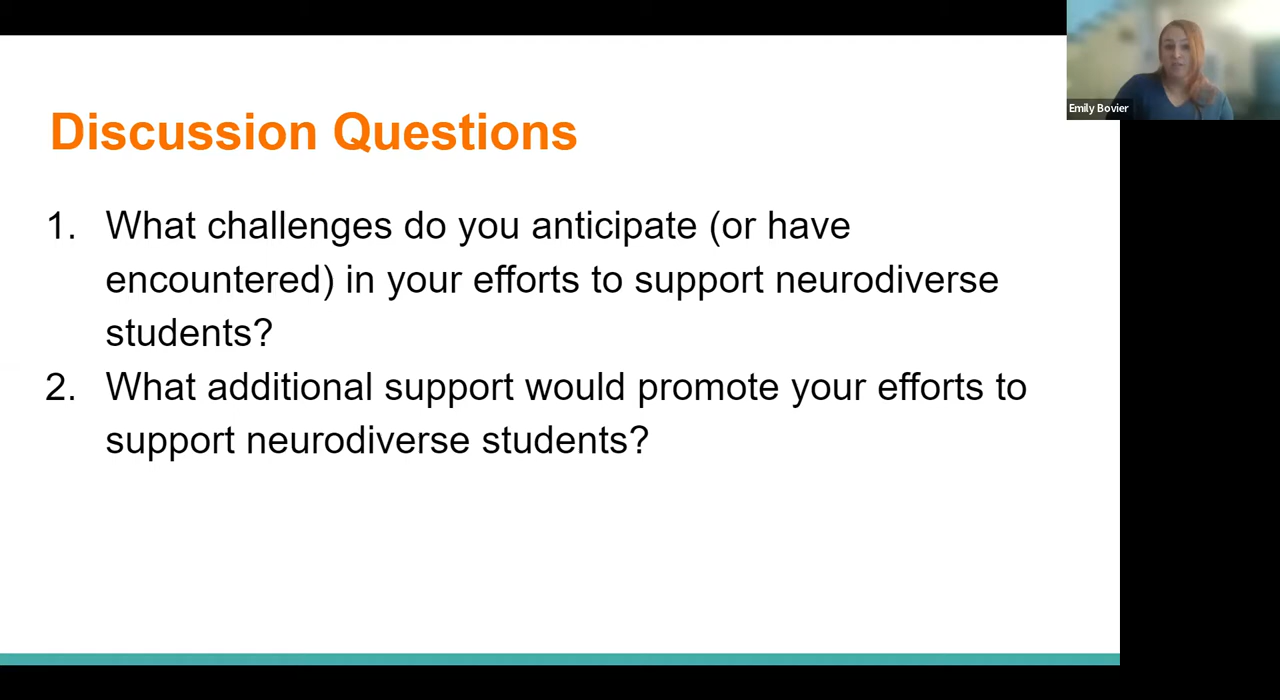 Emily Bovier
Discussion Questions
1. What challenges do you anticipate (or have
encountered) in your efforts to support neurodiverse
students?
2. What additional support would promote your efforts to
support neurodiverse students?